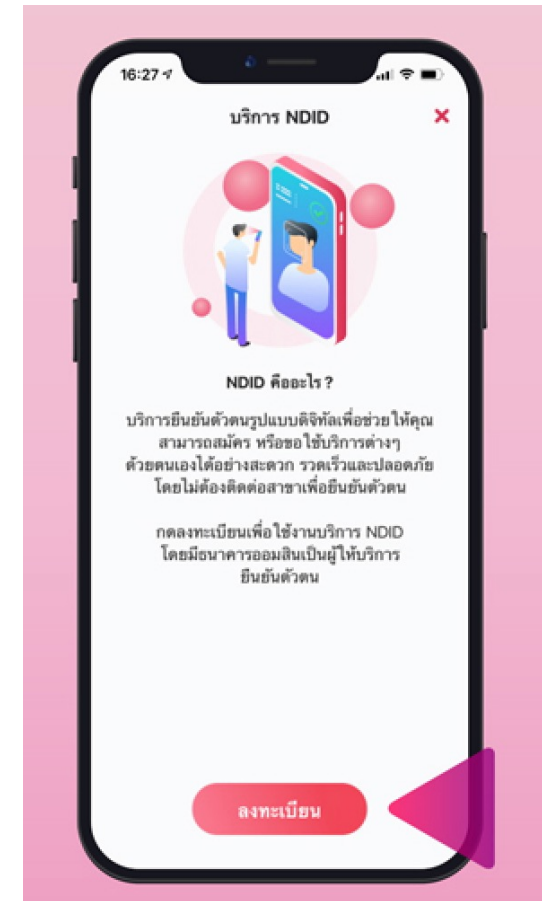 16:27
บริการ NDID
NDID คืออะไร ?
บริการยืนยันตัวตนรูปแบบดิจิทัลเพื่อช่วยให้คุณ
สามารถสมัคร หรือขอใช้บริการต่างๆ
ด้วยตนเองได้อย่างสะดวก รวดเร็วและปลอดภัย
โดยไม่ต้องติดต่อสาขาเพื่อยืนยันตัวตน
กดลงทะเบียนเพื่อใช้งานบริการ NDID
โดยมีธนาคารออมสินเป็นผู้ให้บริการ
ยืนยันตัวตน
ลงทะเบียน